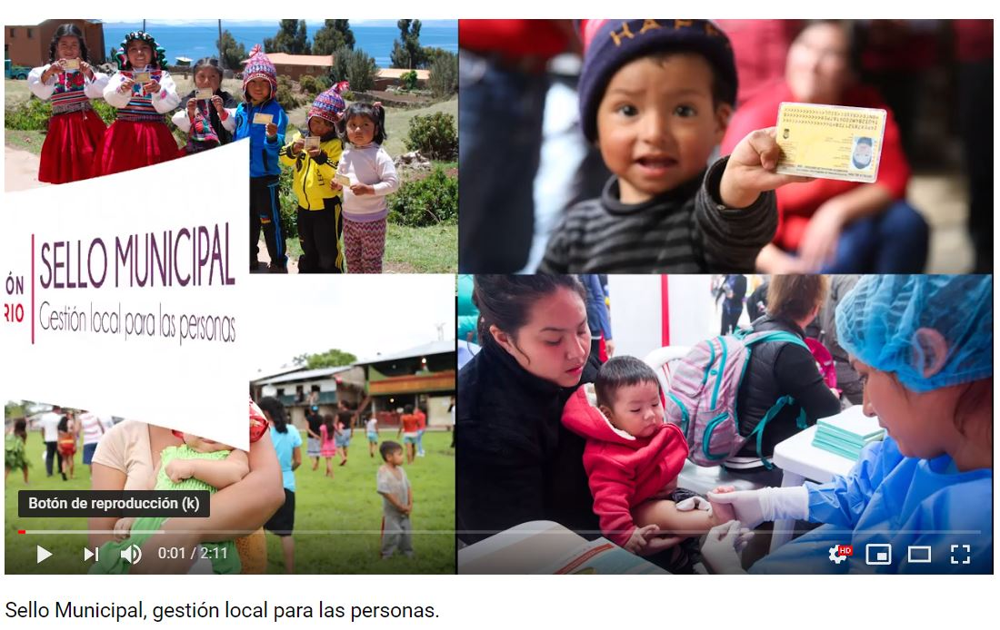 HAPP
ÓN
RIO
SELLO MUNICIPAL
Gestión local para las personas
Botón de reproducción (k)
0:01 / 2:11
HD
Sello Municipal, gestión local para las personas.